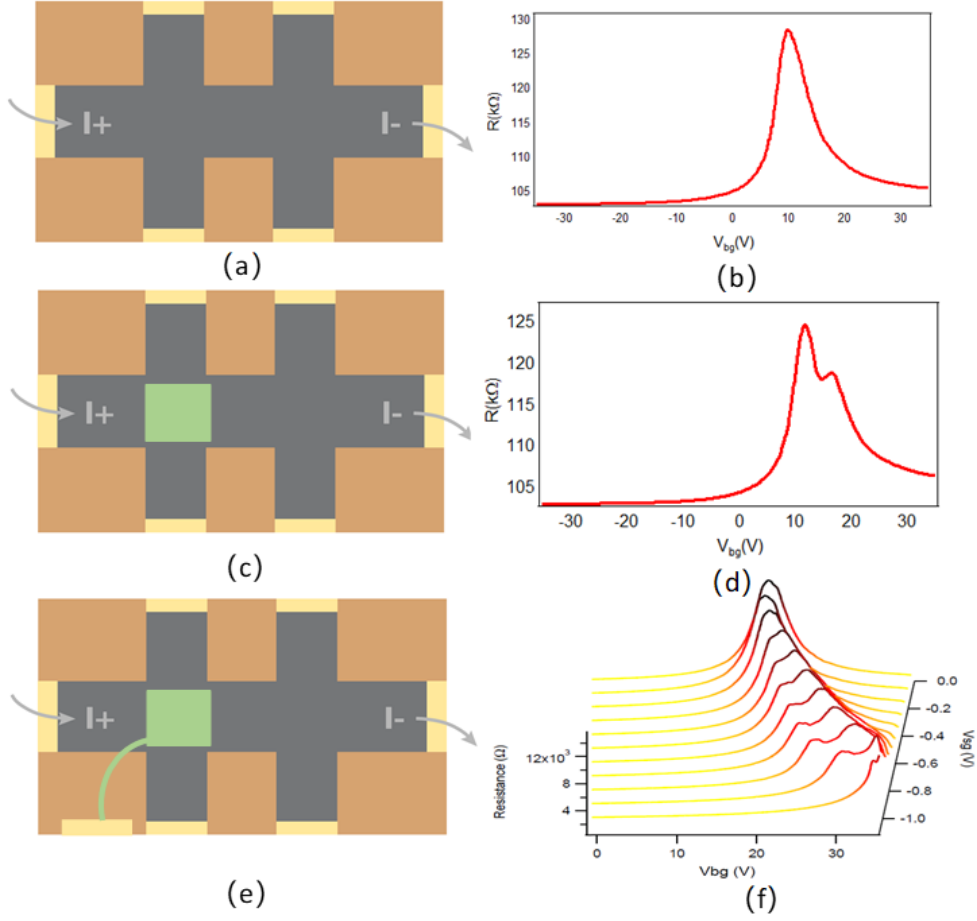 I+
I-
(a)
130
125
120
115
110
105
R(kΩ)
-30 -20 -10 0 10 20 30
Vbg(V)
(b)
I+
I-
(c)
125
120
115
110
105
R(kΩ)
-30 -20 -10 0 10 20 30
Vbg(V)
(d)
I+
I-
(e)
Resistance (Ω)
12x10³
8
4
0 10 20 30
Vbg (V)
0.0
-0.2
-0.4
-0.6
-0.8
-1.0
Vsg (V)
(f)